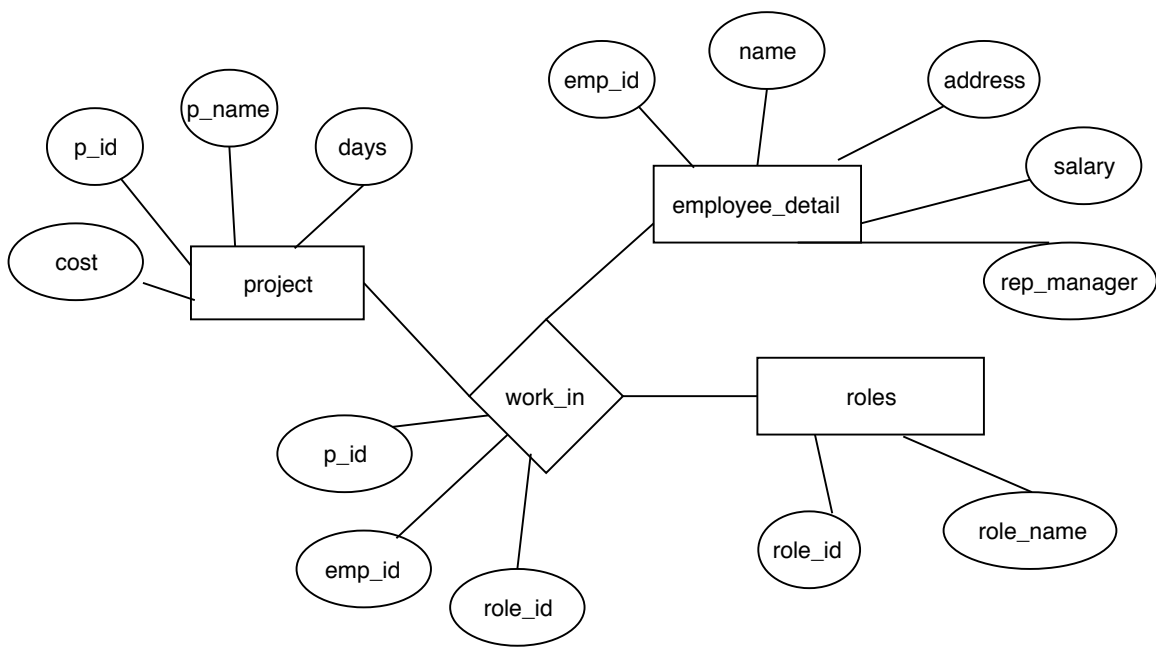 name
emp_id
address
p_name
p_id
days
salary
employee_detail
cost
project
rep_manager
work_in
roles
p_id
role_name
role_id
emp_id
role_id